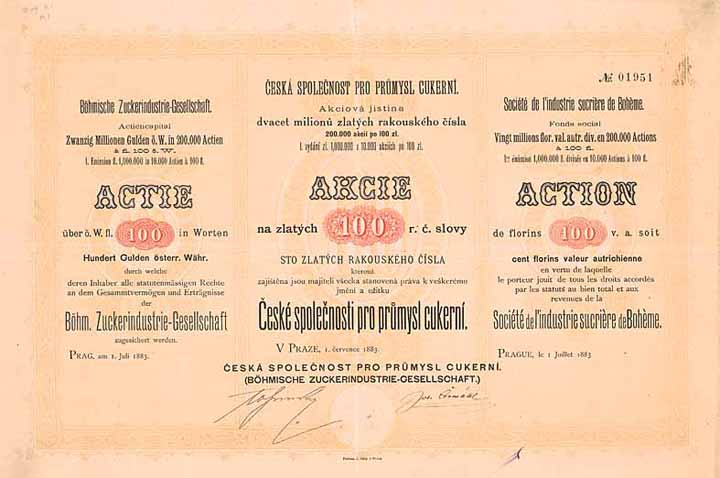 № 01951
Böhmische Zuckerindustrie-Gesellschaft.
Actiencapital
Zwanzig Millionen Gulden ö. W. in 200.000 Actien
à fl. 100 ö. W.
I. Emission fl. 1,000.000 in 10.000 Actien à 100 fl.
ACTIE
über ö. W. fl. 100 in Worten
Hundert Gulden österr. Währ.
durch welche
deren Inhaber alle statutenmässigen Rechte
an dem Gesammtvermögen und Erträgnisse
der
Böhm. Zuckerindustrie-Gesellschaft
zugesichert werden.
PRAG, am 1. Juli 1883.
ČESKÁ SPOLEČNOST PRO PRŮMYSL CUKERNÍ.
Akciová jistina
dvacet milionů zlatých rakouského čísla
200.000 akcií po 100 zl.
I. vydání zl. 1,000.000 v 10.000 akciích po 100 zl.
AKCIE
na zlatých 100 r. č. slovy
STO ZLATÝCH RAKOUSKÉHO ČÍSLA
kterouž
zajištěna jsou majiteli všecka stanovená práva k veškerému
jmění a užitku
České společnosti pro průmysl cukerní.
V PRAZE, 1. července 1883.
Société de l'industrie sucrière de Bohème.
Fonds social
Vingt millions flor. val. autr. div. en 200.000 Actions
à 100 fl.
1re émission 1,000.000 fl. divisés en 10.000 Actions à 100 fl.
ACTION
de florins 100 v. a. soit
cent florins valeur autrichienne
en vertu de laquelle
le porteur jouit de tous les droits accordés
par les statuts au bien total et aux
revenues de la
Société de l'industrie sucrière de Bohème.
PRAGUE, le 1 Juillet 1883
ČESKÁ SPOLEČNOST PRO PRŮMYSL CUKERNÍ.
(BÖHMISCHE ZUCKERINDUSTRIE-GESELLSCHAFT.)